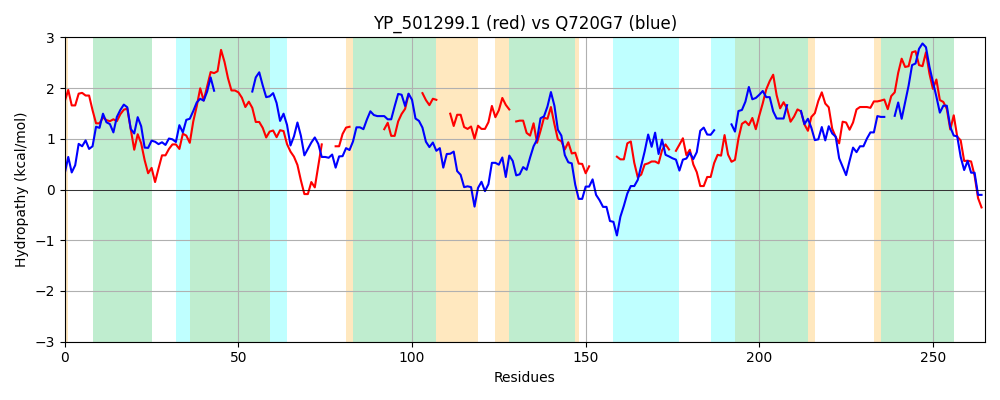 YP_501299.1 (red) vs Q720G7 (blue)
Hydropathy (kcal/mol)
3
2
1
0
−1
−2
−3
0 50 100 150 200 250
Residues